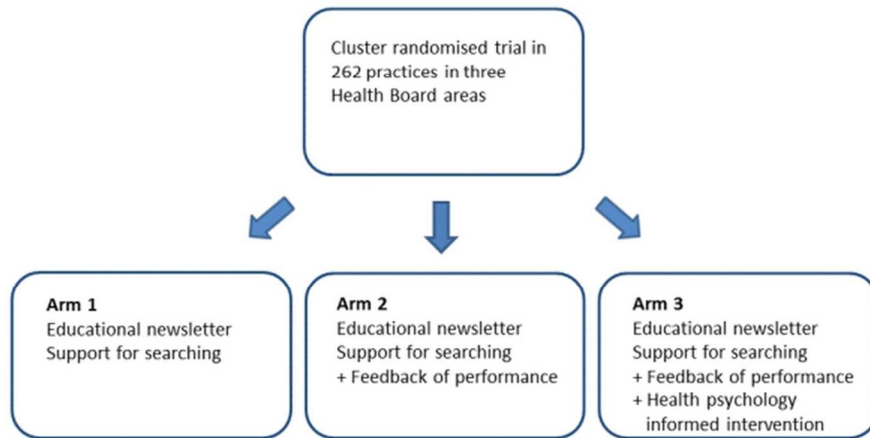 Cluster randomised trial in
262 practices in three
Health Board areas
Arm 1
Educational newsletter
Support for searching
Arm 2
Educational newsletter
Support for searching
+ Feedback of performance
Arm 3
Educational newsletter
Support for searching
+ Feedback of performance
+ Health psychology
informed intervention